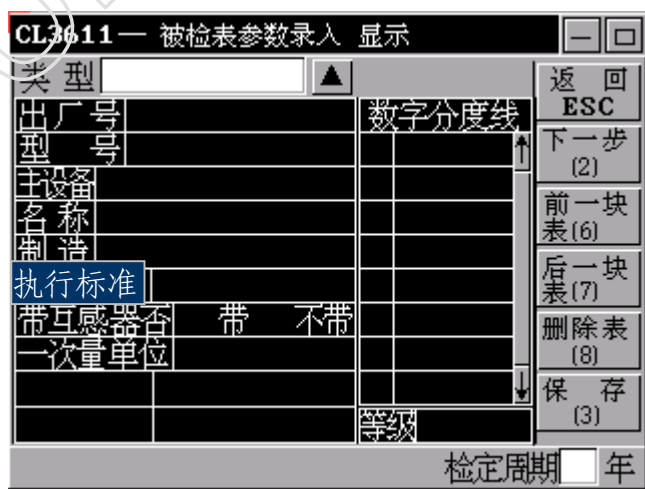 CL3611— 被检表参数录入 显示
类 型
返 回
ESC
出厂号
数字分度线
型 号
下一步
(2)
主设备
名 称
前一块
表(6)
制 造
执行标准
后一块
表(7)
带互感器否 带 不带
删除表
(8)
一次量单位
保 存
(3)
等级
检定周期 年